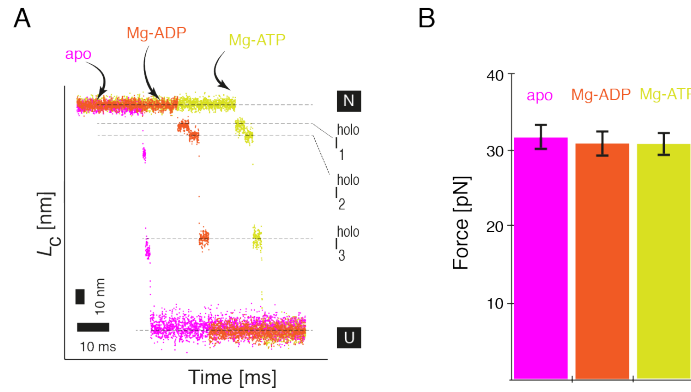 A
apo
Mg-ADP
Mg-ATP
N
holo
I
1
holo
I
2
holo
I
3
U
LC [nm]
10 nm
10 ms
Time [ms]
B
40
30
20
10
Force [pN]
apo
Mg-ADP
Mg-ATP